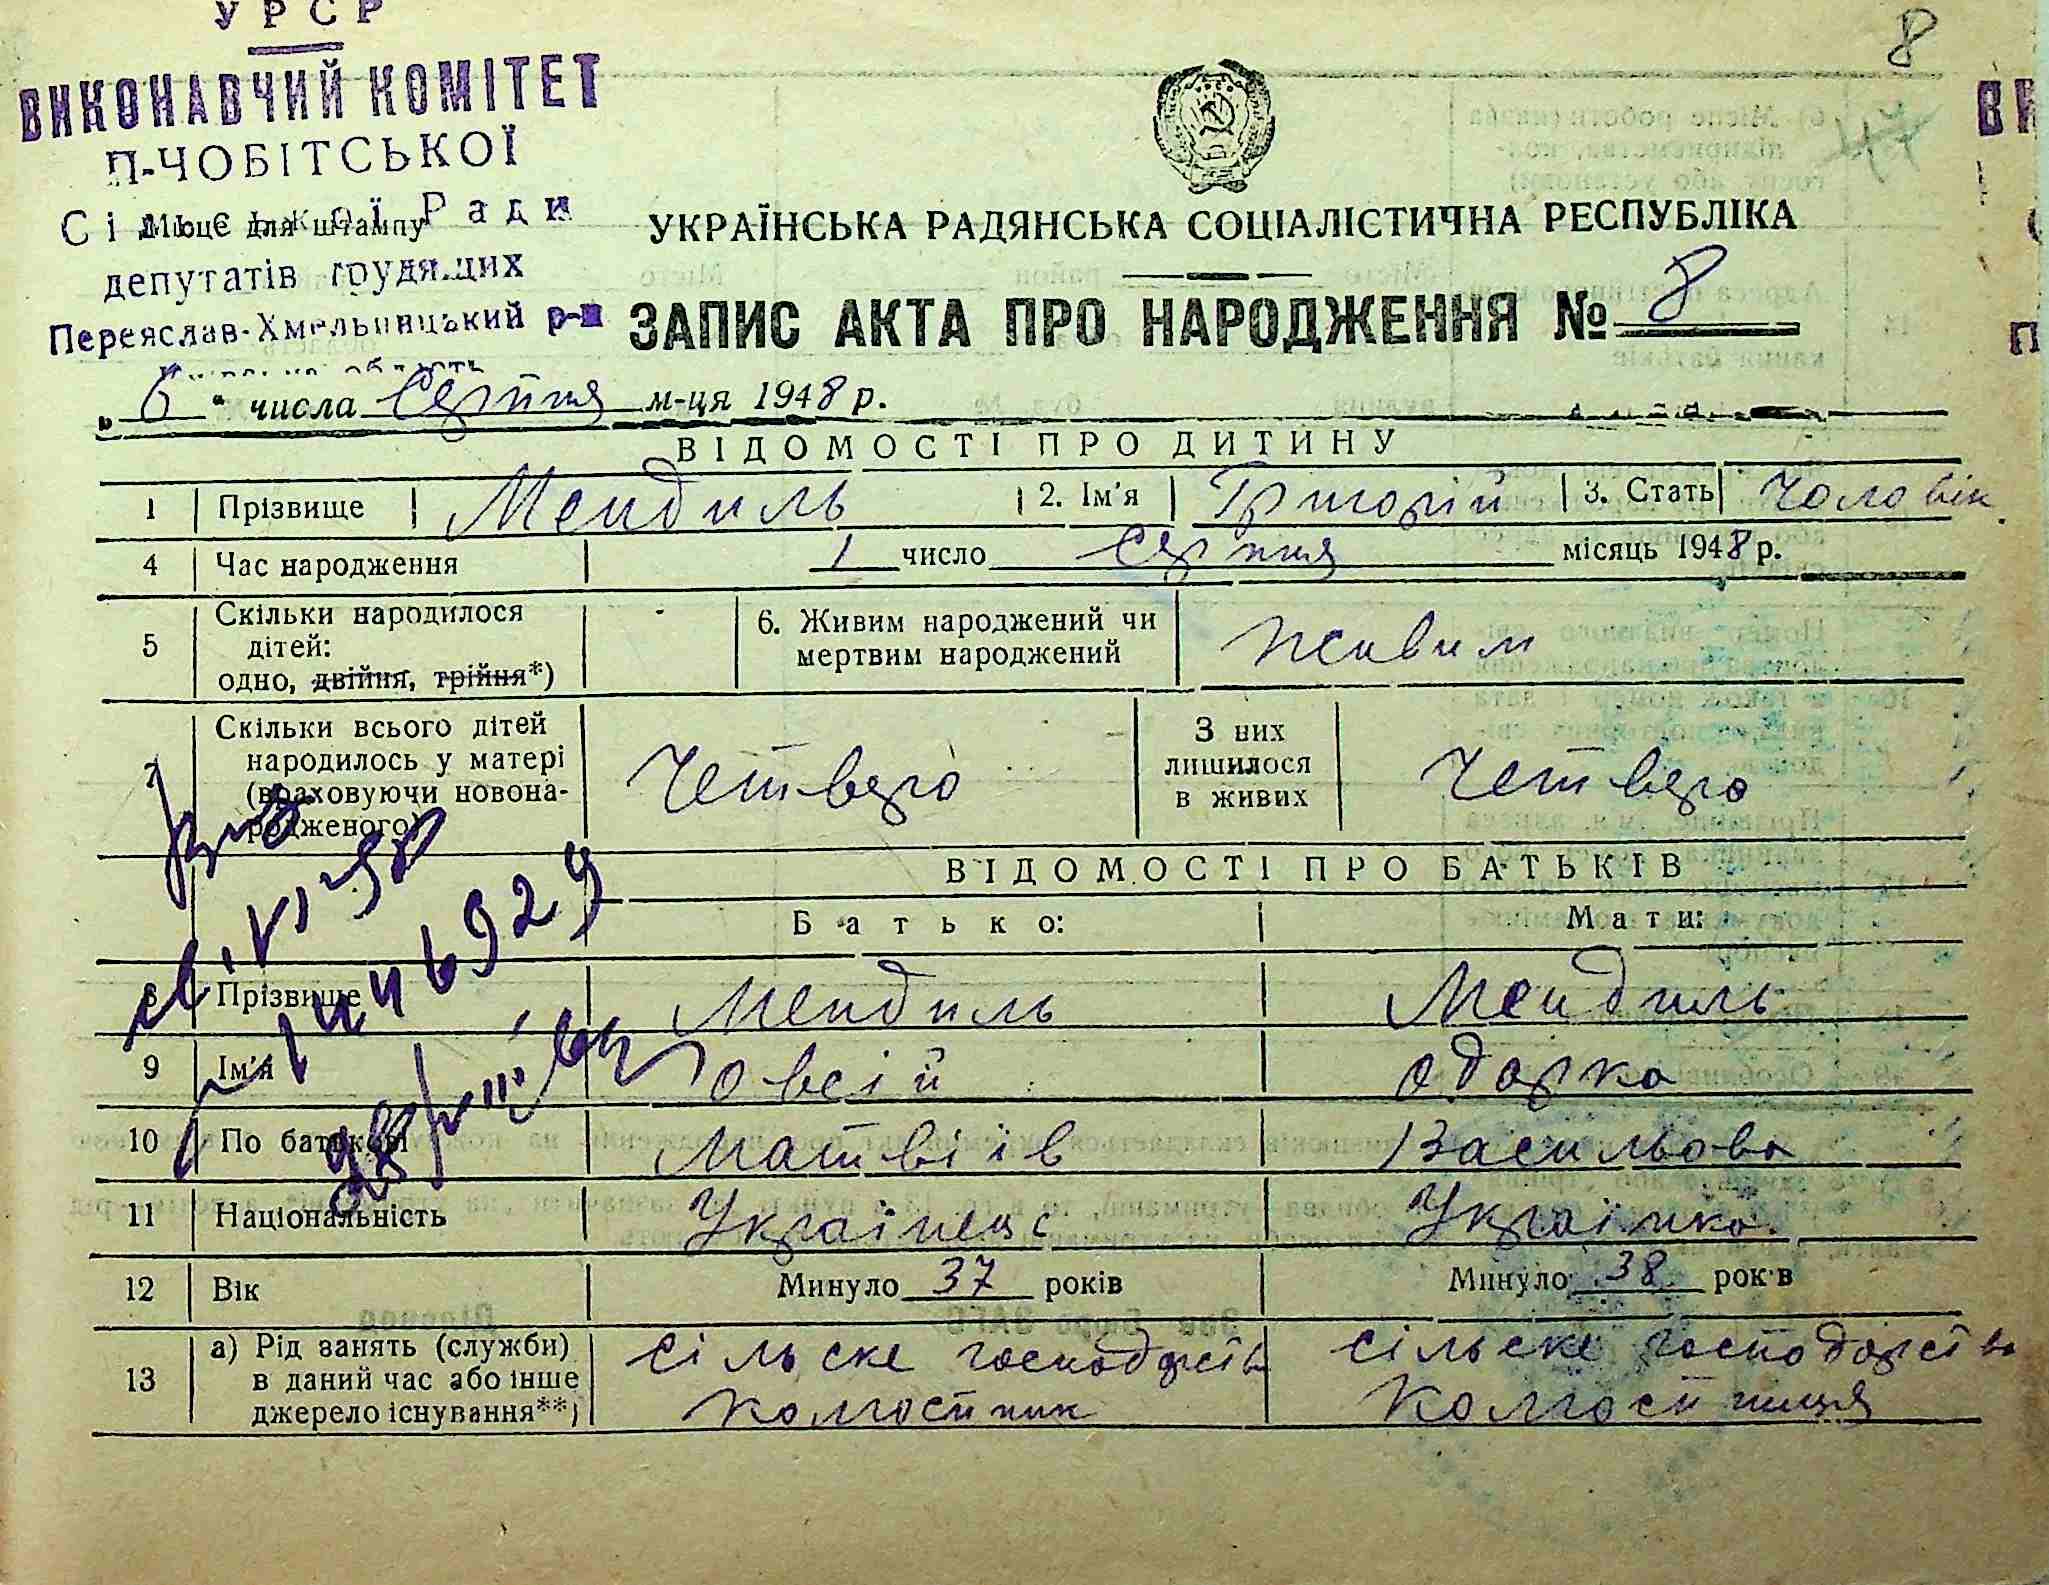 УРСР
8
ВИКОНАВЧИЙ КОМІТЕТ
П-ЧОБІТСЬКОЇ
Сільської Ради
Місце для штампу
депутатів трудящих
Переяслав-Хмельницький р-н
УКРАЇНСЬКА РАДЯНСЬКА СОЦІАЛІСТИЧНА РЕСПУБЛІКА
ЗАПИС АКТА ПРО НАРОДЖЕННЯ № 8
„ 6 " числа Серпня м-ця 1948 р.
ВІДОМОСТІ ПРО ДИТИНУ
1 Прізвище Мендиль 2. Ім'я Григорій 3. Стать Чоловік.
4 Час народження 1 число Серпня місяць 1948 р.
5 Скільки народилося дітей: одно, двійня, трійня*)
6. Живим народжений чи мертвим народжений Живим
7 Скільки всього дітей народилось у матері (враховуючи новонародженого) Четверо
З них лишилося в живих Четверо
ВІДОМОСТІ ПРО БАТЬКІВ
Батько: Мати:
8 Прізвище Мендиль Мендиль
9 Ім'я Овсій Одарка
10 По батькові Матвіїв Васильова
11 Національність Українець Українка.
12 Вік Минуло 37 років Минуло 38 рок в
13 а) Рід занять (служби) в даний час або інше джерело існування**)
сільске господарство сільске господарство
колгоспник колгоспниця